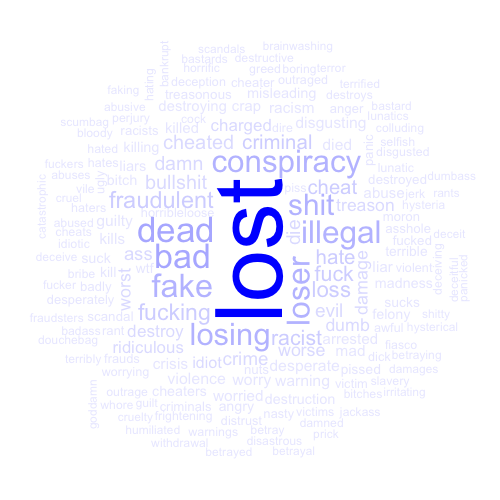 scandals brainwashing
bastards destructive
horrific greed boring terror
bankrupt
hating
deception cheater outraged terrified
faking treasonous misleading destroys
abusive destroying crap racism anger bastard
perjury cock lunatics
scumbag racists killed charged dire disgusting colluding
bloody cheated criminal died panic selfish
hated killing disgusted
fuckers hates liars damn conspiracy lunatic
abuses ugly bitch bullshit piss cheat destroyed dumbass
vile abuse jerk rants
catastrophic haters fraudulent shit treason hysteria
horrible loose moron
abused guilty dead die illegal asshole
cheats fucked deceit
idiotic kills ass bad lost hate terrible
deceive suck wtf liar violent deceiving
bribe kill worst fake loser fuck damage madness deceitful panicked
fucker badly loss
desperately fucking evil sucks
fraudsters scandal felony shitty
badass rant destroy losing racist dumb arrested awful hysterical
douchebag ridiculous worse mad fiasco
terribly frauds crisis idiot crime desperate dick betraying
worrying nuts pissed damages
violence worry warning victim slavery
outrage cheaters bitches irritating
goddamn whore guilt worried destruction
criminals angry nasty victims jackass
cruelty frightening distrust damned
humiliated warnings betray prick
withdrawal disastrous
betrayed betrayal